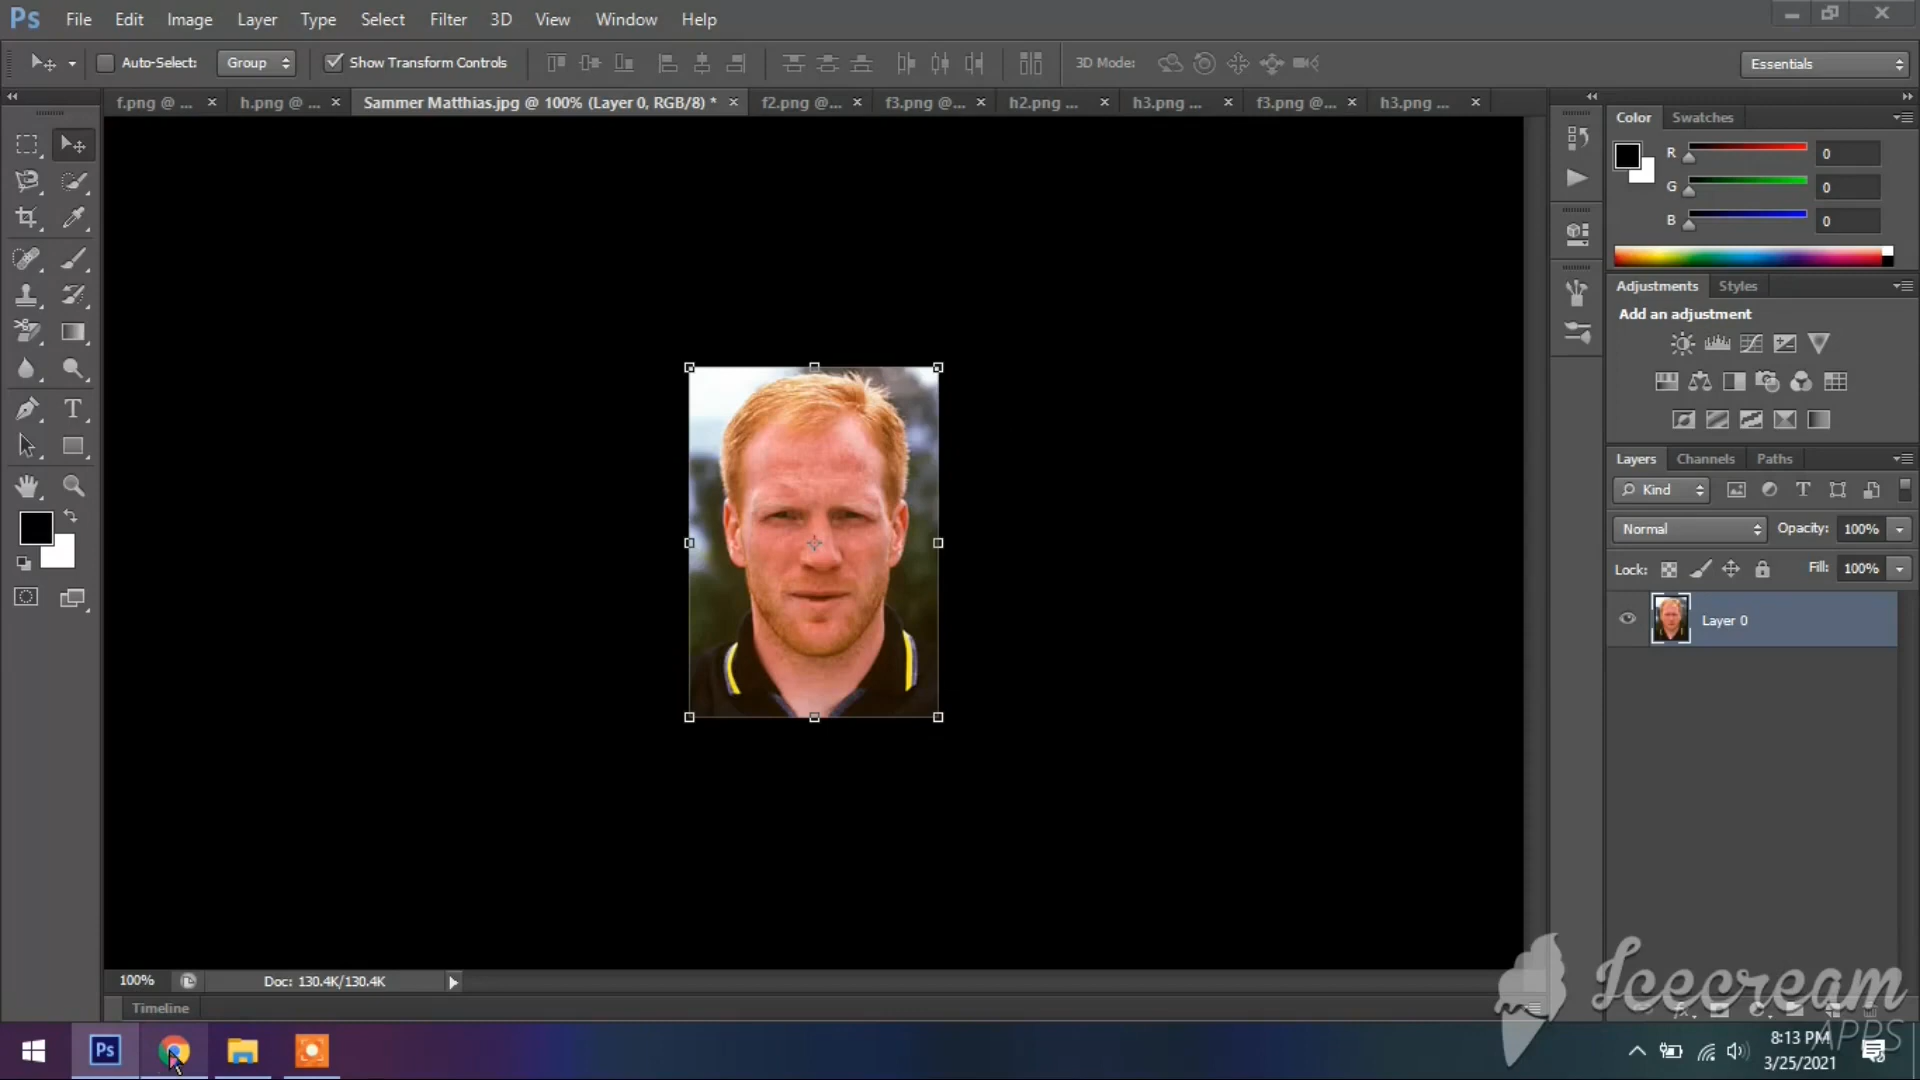 Ps File Edit Image Layer Type Select Filter 3D View Window Help
Auto-Select: Group Show Transform Controls 3D Mode: Essentials
f.png @ ... × h.png @ ... × Sammer Matthias.jpg @ 100% (Layer 0, RGB/8) * × f2.png @... × f3.png @... × h2.png ... × h3.png ... × f3.png @... × h3.png ... ×
Color Swatches
R 0
G 0
B 0
Adjustments Styles
Add an adjustment
Layers Channels Paths
Kind
Normal Opacity: 100%
Lock: Fill: 100%
Layer 0
100% Doc: 130.4K/130.4K
Timeline
Icecream
APPS
Ps
8:13 PM
3/25/2021